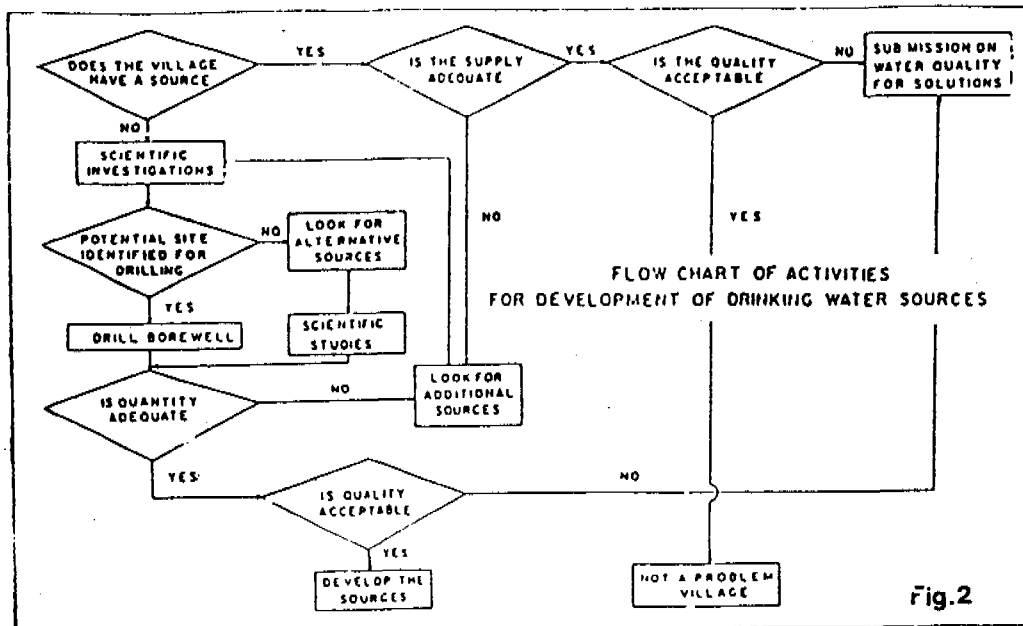 DOES THE VILLAGE
HAVE A SOURCE
YES
IS THE SUPPLY
ADEQUATE
YES
IS THE QUALITY
ACCEPTABLE
NO
SUB MISSION ON
WATER QUALITY
FOR SOLUTIONS
NO
SCIENTIFIC
INVESTIGATIONS
POTENTIAL SITE
IDENTIFIED FOR
DRILLING
NO
LOOK FOR
ALTERNATIVE
SOURCES
NO
YES
FLOW CHART OF ACTIVITIES
FOR DEVELOPMENT OF DRINKING WATER SOURCES
YES
DRILL BOREWELL
SCIENTIFIC
STUDIES
IS QUANTITY
ADEQUATE
NO
LOOK FOR
ADDITIONAL
SOURCES
YES
IS QUALITY
ACCEPTABLE
NO
YES
DEVELOP THE
SOURCES
NOT A PROBLEM
VILLAGE
Fig.2